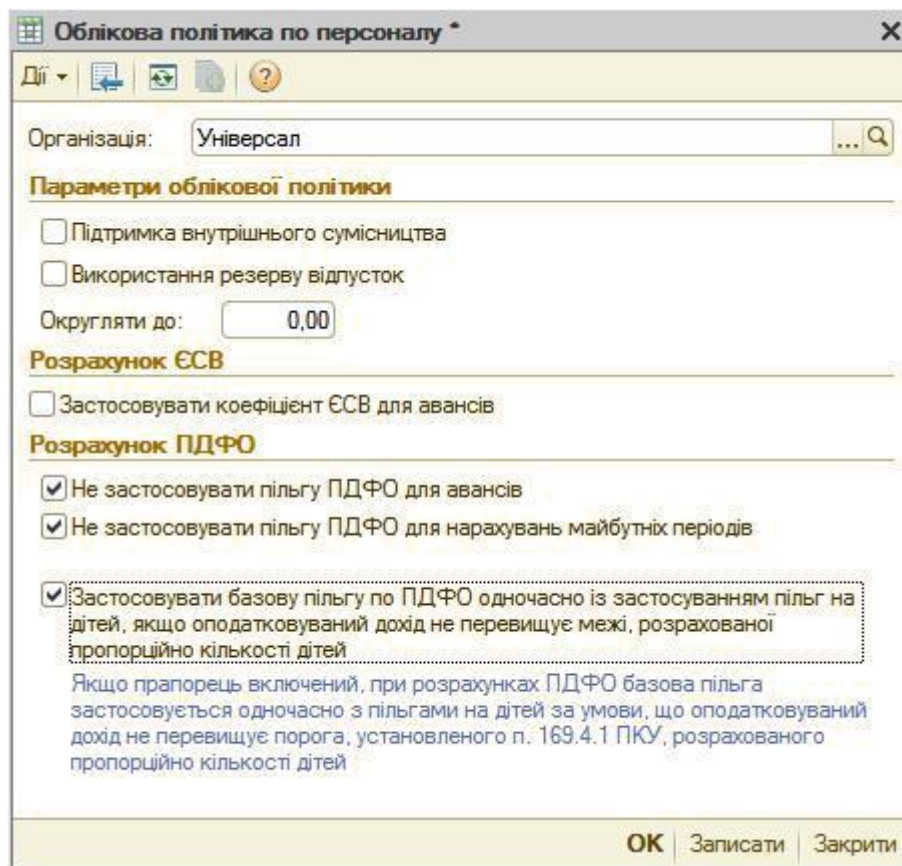 Облікова політика по персоналу *
Дії
Організація: Універсал ...
Параметри облікової політики
Підтримка внутрішнього сумісництва
Використання резерву відпусток
Округляти до: 0,00
Розрахунок ЄСВ
Застосовувати коефіцієнт ЄСВ для авансів
Розрахунок ПДФО
Не застосовувати пільгу ПДФО для авансів
Не застосовувати пільгу ПДФО для нарахувань майбутніх періодів
Застосовувати базову пільгу по ПДФО одночасно із застосуванням пільг на
дітей, якщо оподатковуваний дохід не перевищує межі, розрахованої
пропорційно кількості дітей
Якщо прапорець включений, при розрахунках ПДФО базова пільга
застосовується одночасно з пільгами на дітей за умови, що оподатковуваний
дохід не перевищує порога, установленого п. 169.4.1 ПКУ, розрахованого
пропорційно кількості дітей
OK Записати Закрити